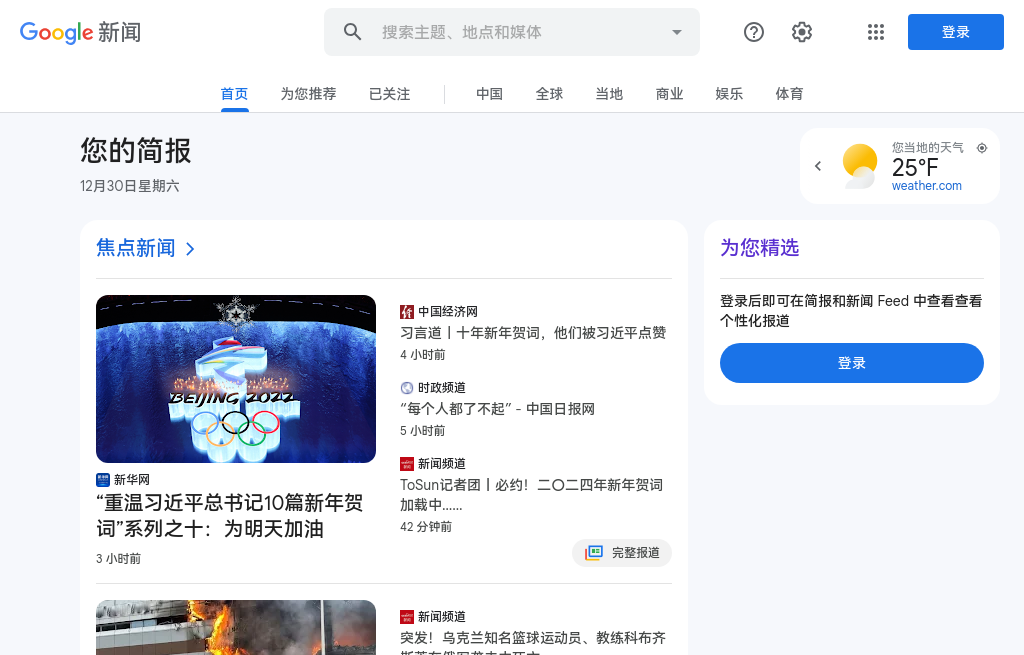 Google 新闻
搜索主题、地点和媒体
登录
首页
为您推荐
已关注
中国
全球
当地
商业
娱乐
体育
您的简报
12月30日星期六
您当地的天气
25°F
weather.com
焦点新闻
BEIJING 2022
新华网
“重温习近平总书记10篇新年贺
词”系列之十：为明天加油
3 小时前
中国经济网
习言道丨十年新年贺词，他们被习近平点赞
4 小时前
时政频道
“每个人都了不起” - 中国日报网
5 小时前
新闻频道
ToSun记者团丨必约！二〇二四年新年贺词
加载中……
42 分钟前
完整报道
新闻频道
突发！乌克兰知名篮球运动员、教练科布齐
为您精选
登录后即可在简报和新闻 Feed 中查看查看
个性化报道
登录